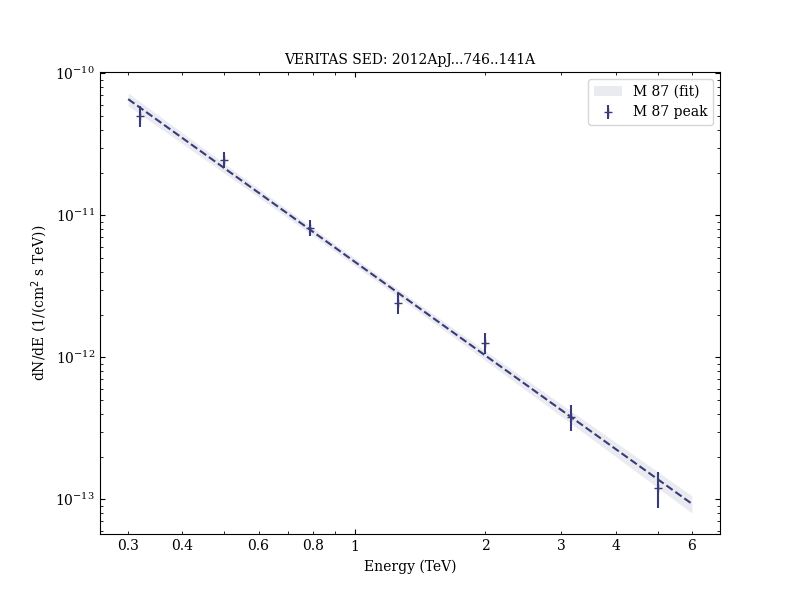 VERITAS SED: 2012ApJ...746..141A
M 87 (fit)
M 87 peak
dN/dE (1/(cm² s TeV))
10⁻¹⁰
10⁻¹¹
10⁻¹²
10⁻¹³
0.3 0.4 0.6 0.8 1 2 3 4 6
Energy (TeV)